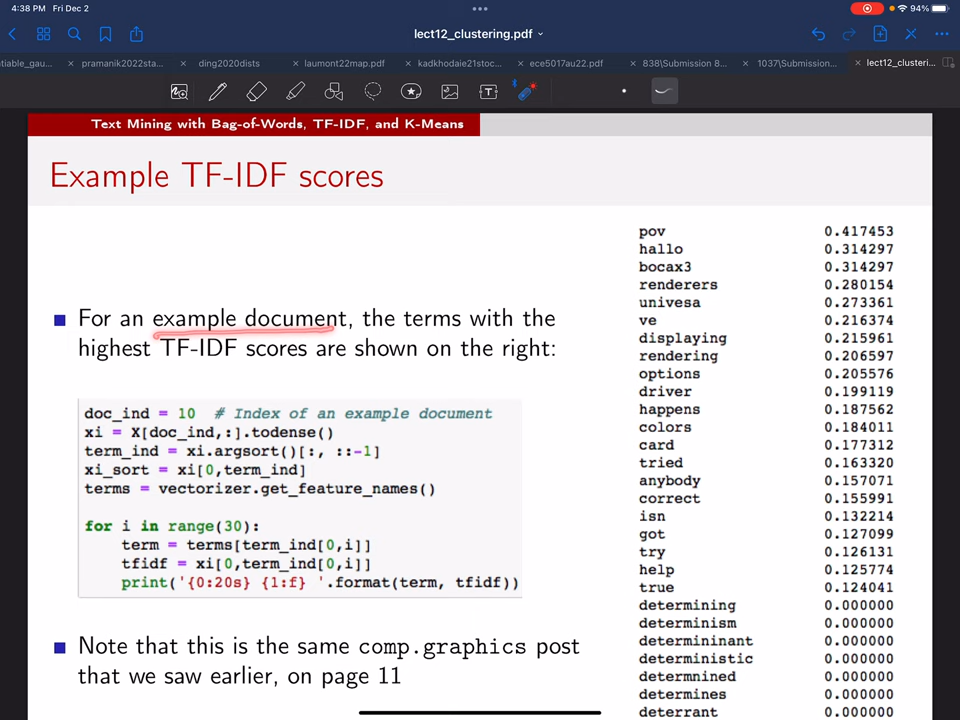 4:38 PM Fri Dec 2
94%
lect12_clustering.pdf
tiable_gau...
pramanik2022sta...
ding2020dists
laumont22map.pdf
kadkhodaie21stoc...
ece5017au22.pdf
838\Submission 8...
1037\Submission...
lect12_clusteri...
Text Mining with Bag-of-Words, TF-IDF, and K-Means
Example TF-IDF scores
For an example document, the terms with the
highest TF-IDF scores are shown on the right:
doc_ind = 10 # Index of an example document
xi = X[doc_ind,:].todense()
term_ind = xi.argsort()[:, ::-1]
xi_sort = xi[0,term_ind]
terms = vectorizer.get_feature_names()
for i in range(30):
term = terms[term_ind[0,i]]
tfidf = xi[0,term_ind[0,i]]
print('{0:20s} {1:f} '.format(term, tfidf))
Note that this is the same comp.graphics post
that we saw earlier, on page 11
pov 0.417453
hallo 0.314297
bocax3 0.314297
renderers 0.280154
univesa 0.273361
ve 0.216374
displaying 0.215961
rendering 0.206597
options 0.205576
driver 0.199119
happens 0.187562
colors 0.184011
card 0.177312
tried 0.163320
anybody 0.157071
correct 0.155991
isn 0.132214
got 0.127099
try 0.126131
help 0.125774
true 0.124041
determining 0.000000
determinism 0.000000
determininant 0.000000
deterministic 0.000000
determnined 0.000000
determines 0.000000
deterrant 0.000000